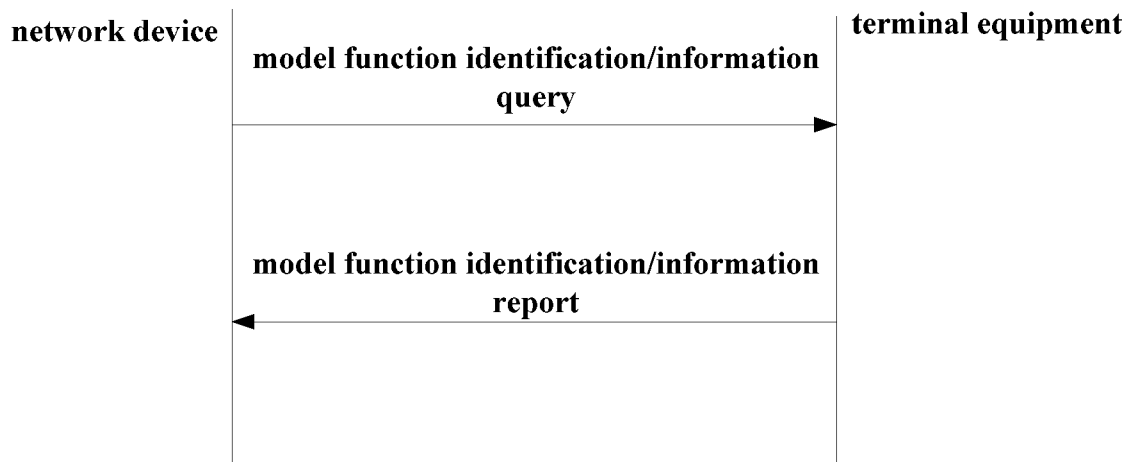 network device
terminal equipment
model function identification/information
query
model function identification/information
report